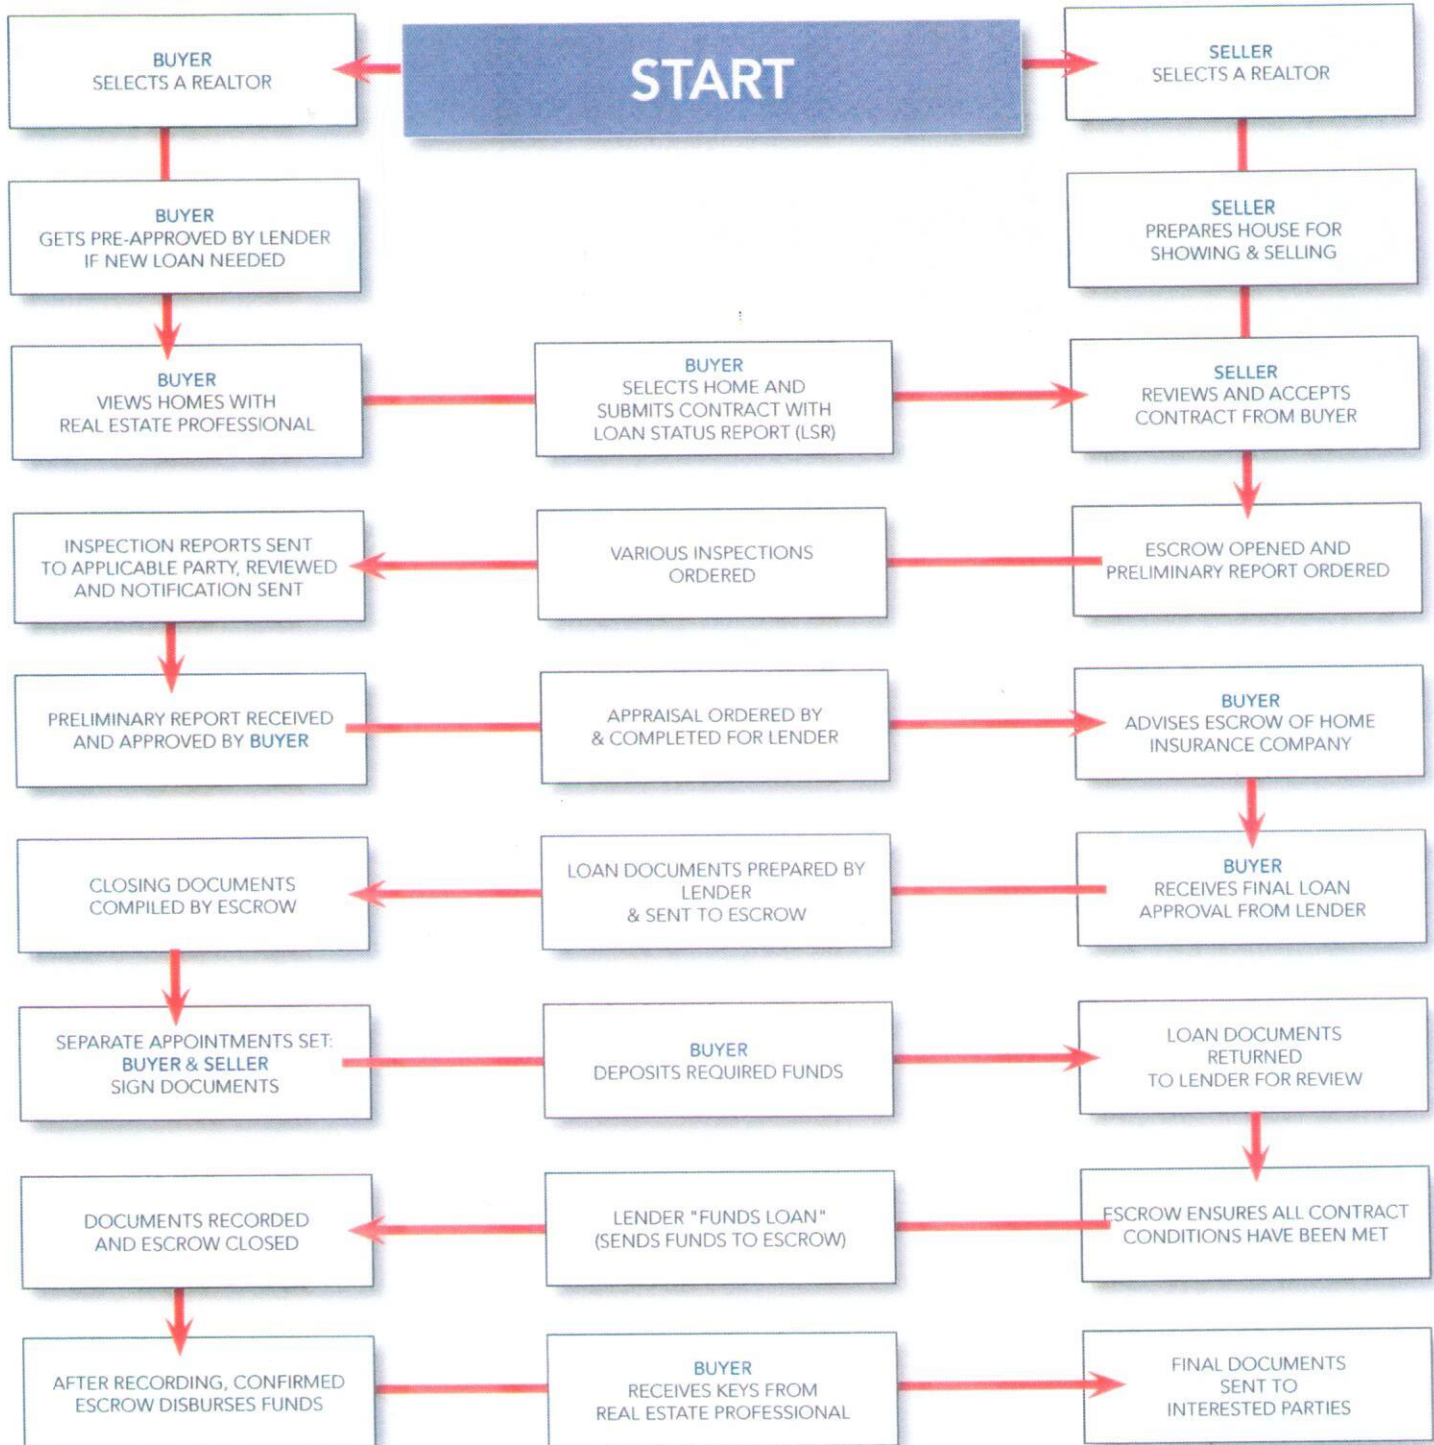 START
BUYER
SELECTS A REALTOR
SELLER
SELECTS A REALTOR
BUYER
GETS PRE-APPROVED BY LENDER
IF NEW LOAN NEEDED
SELLER
PREPARES HOUSE FOR
SHOWING & SELLING
BUYER
VIEWS HOMES WITH
REAL ESTATE PROFESSIONAL
BUYER
SELECTS HOME AND
SUBMITS CONTRACT WITH
LOAN STATUS REPORT (LSR)
SELLER
REVIEWS AND ACCEPTS
CONTRACT FROM BUYER
ESCROW OPENED AND
PRELIMINARY REPORT ORDERED
VARIOUS INSPECTIONS
ORDERED
INSPECTION REPORTS SENT
TO APPLICABLE PARTY, REVIEWED
AND NOTIFICATION SENT
PRELIMINARY REPORT RECEIVED
AND APPROVED BY BUYER
APPRAISAL ORDERED BY
& COMPLETED FOR LENDER
BUYER
ADVISES ESCROW OF HOME
INSURANCE COMPANY
BUYER
RECEIVES FINAL LOAN
APPROVAL FROM LENDER
LOAN DOCUMENTS PREPARED BY
LENDER
& SENT TO ESCROW
CLOSING DOCUMENTS
COMPILED BY ESCROW
SEPARATE APPOINTMENTS SET:
BUYER & SELLER
SIGN DOCUMENTS
BUYER
DEPOSITS REQUIRED FUNDS
LOAN DOCUMENTS
RETURNED
TO LENDER FOR REVIEW
ESCROW ENSURES ALL CONTRACT
CONDITIONS HAVE BEEN MET
LENDER "FUNDS LOAN"
(SENDS FUNDS TO ESCROW)
DOCUMENTS RECORDED
AND ESCROW CLOSED
AFTER RECORDING, CONFIRMED
ESCROW DISBURSES FUNDS
BUYER
RECEIVES KEYS FROM
REAL ESTATE PROFESSIONAL
FINAL DOCUMENTS
SENT TO
INTERESTED PARTIES